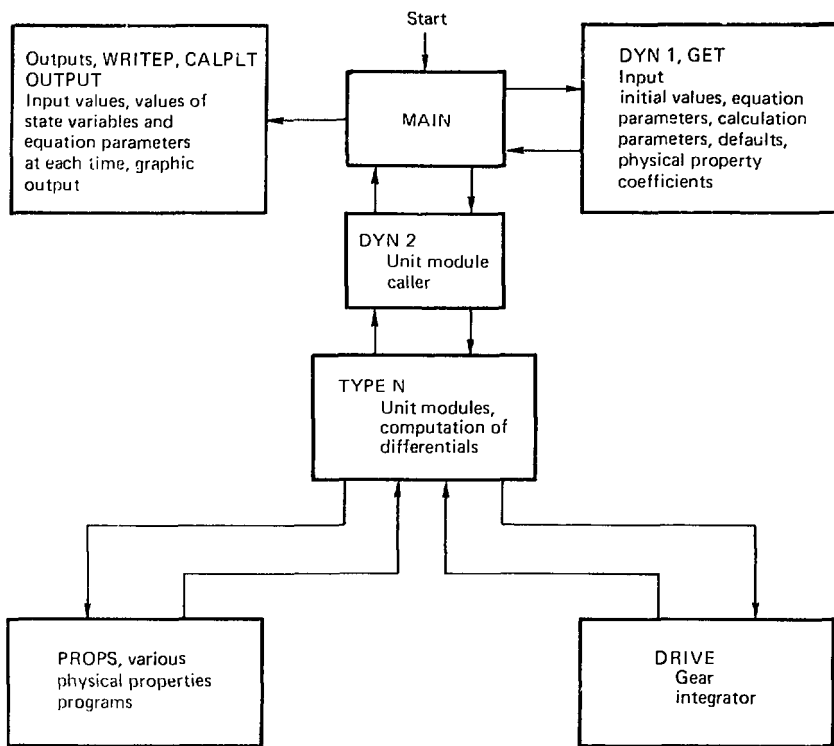 Start
Outputs, WRITEP, CALPLT
OUTPUT
Input values, values of
state variables and
equation parameters
at each time, graphic
output
MAIN
DYN 1, GET
Input
initial values, equation
parameters, calculation
parameters, defaults,
physical property
coefficients
DYN 2
Unit module
caller
TYPE N
Unit modules,
computation of
differentials
PROPS, various
physical properties
programs
DRIVE
Gear
integrator